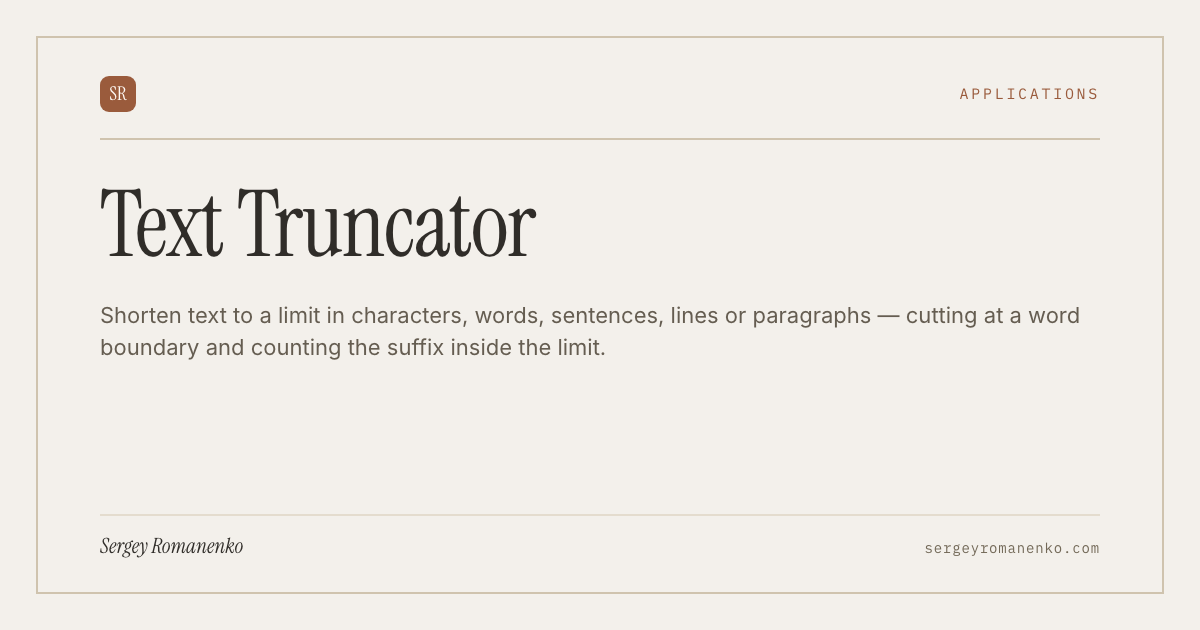 SR
APPLICATIONS
Text Truncator
Shorten text to a limit in characters, words, sentences, lines or paragraphs — cutting at a word
boundary and counting the suffix inside the limit.
Sergey Romanenko
sergeyromanenko.com